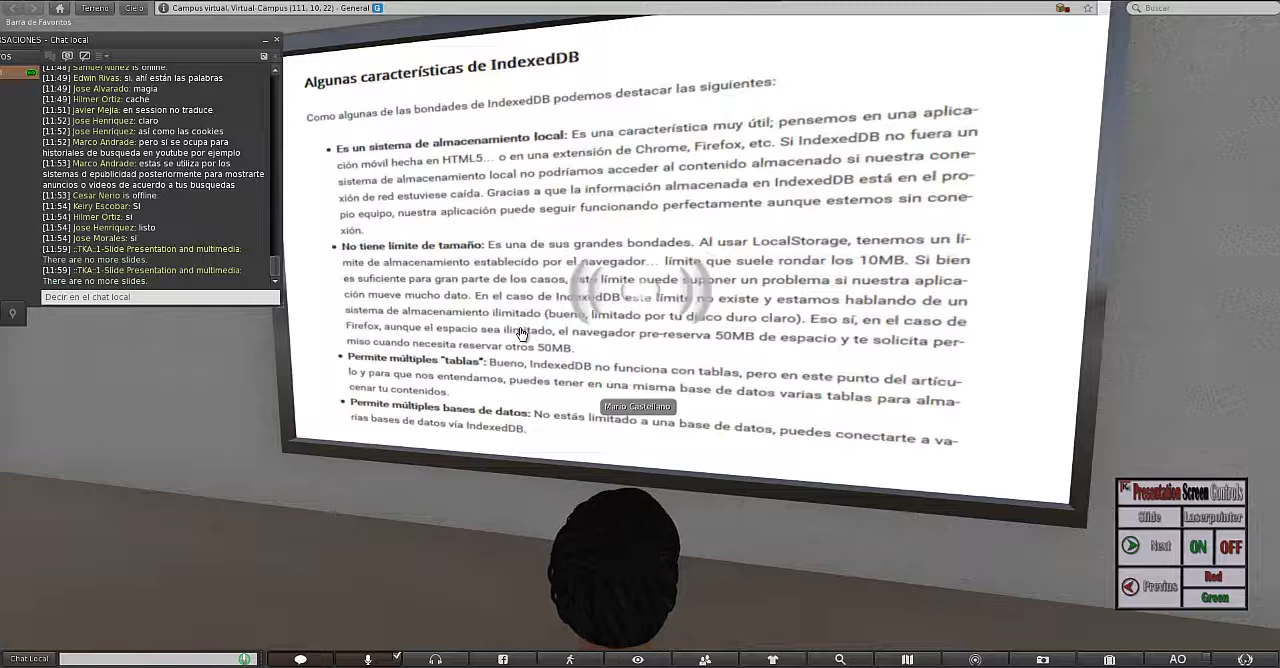 Terreno
Cielo
Campus virtual, Virtual-Campus (111, 10, 22) - General
G
Buscar
Barra de Favoritos
SACIONES - Chat local
[11:48] Samuel Nuñez is online.
[11:49] Edwin Rivas: si, ahí están las palabras
[11:49] Jose Alvarado: magia
[11:49] Hilmer Ortiz: cache
[11:51] Javier Mejia: en session no traduce
[11:52] Jose Henriquez: claro
[11:52] Jose Henriquez: así como las cookies
[11:52] Marco Andrade: pero si se ocupa para
historiales de busqueda en youtube por ejemplo
[11:53] Marco Andrade: estas se utiliza por los
sistemas d epublicidad posteriormente para mostrarte
anuncios o videos de acuerdo a tus busquedas
[11:53] Cesar Nerio is offline.
[11:54] Keiry Escobar: SI
[11:54] Hilmer Ortiz: si
[11:54] Jose Henriquez: listo
[11:54] Jose Morales: si
[11:59] ::TKA::1-Slide Presentation and multimedia:
There are no more slides.
[11:59] ::TKA::1-Slide Presentation and multimedia:
There are no more slides.
Decir en el chat local
Algunas características de IndexedDB
Como algunas de las bondades de IndexedDB podemos destacar las siguientes:
• Es un sistema de almacenamiento local: Es una característica muy útil; pensemos en una aplica-
ción móvil hecha en HTML5... o en una extensión de Chrome, Firefox, etc. Si IndexedDB no fuera un
sistema de almacenamiento local no podríamos acceder al contenido almacenado si nuestra cone-
xión de red estuviese caída. Gracias a que la información almacenada en IndexedDB está en el pro-
pio equipo, nuestra aplicación puede seguir funcionando perfectamente aunque estemos sin cone-
xión.
• No tiene límite de tamaño: Es una de sus grandes bondades. Al usar LocalStorage, tenemos un lí-
mite de almacenamiento establecido por el navegador... límite que suele rondar los 10MB. Si bien
es suficiente para gran parte de los casos, este límite puede suponer un problema si nuestra aplica-
ción mueve mucho dato. En el caso de IndexedDB este límite no existe y estamos hablando de un
sistema de almacenamiento ilimitado (bueno, limitado por tu disco duro claro). Eso sí, en el caso de
Firefox, aunque el espacio sea ilimitado, el navegador pre-reserva 50MB de espacio y te solicita per-
miso cuando necesita reservar otros 50MB.
• Permite múltiples "tablas": Bueno, IndexedDB no funciona con tablas, pero en este punto del artícu-
lo y para que nos entendamos, puedes tener en una misma base de datos varias tablas para alma-
cenar tu contenidos.
• Permite múltiples bases de datos: No estás limitado a una base de datos, puedes conectarte a va-
rias bases de datos vía IndexedDB.
Mario Castellano
Presentation Screen Controls
Slide
Laserpointer
Next
ON
OFF
Previus
Red
Green
Chat Local
AO